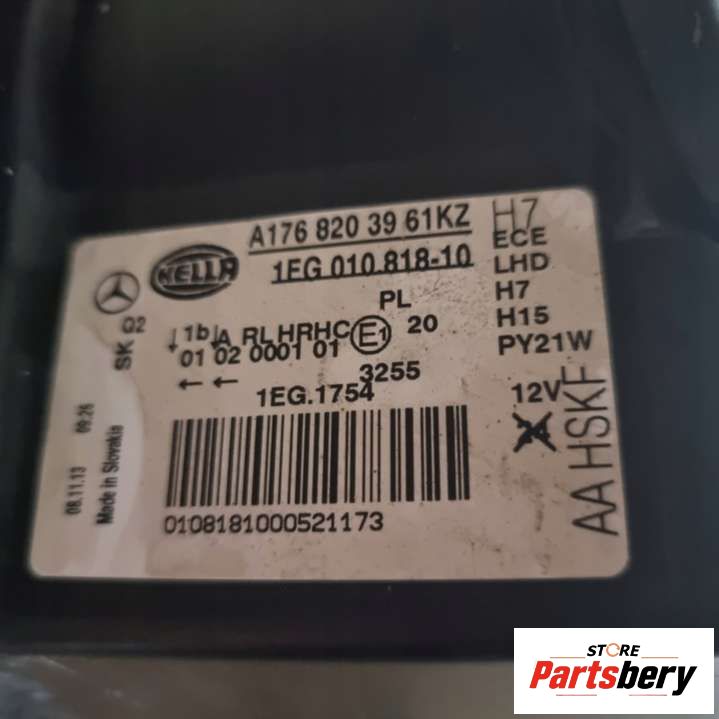 A176 820 39 61KZ
HELLA
1EG 010.818-10
H7
ECE
LHD
H7
H15
PY21W
12V
AA HSKF
PL
Q2
SK
1b A RL HRHC E1 20
01 02 0001 01
← ←
3255
1EG.1754
08.11.13 09:26
Made in Slovakia
0108181000521173
STORE
Partsbery